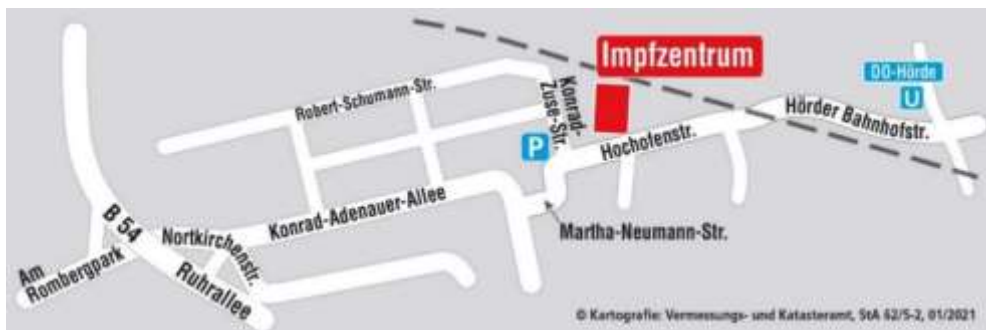 Impfzentrum
DO-Hörde
U
Robert-Schumann-Str.
Konrad-
Zuse-Str.
Hörder Bahnhofstr.
P
Hochofenstr.
Konrad-Adenauer-Allee
Martha-Neumann-Str.
B 54
Nortkirchenstr.
Am
Rombergpark
Ruhrallee
© Kartografie: Vermessungs- und Katasteramt, StA 62/5-2, 01/2021